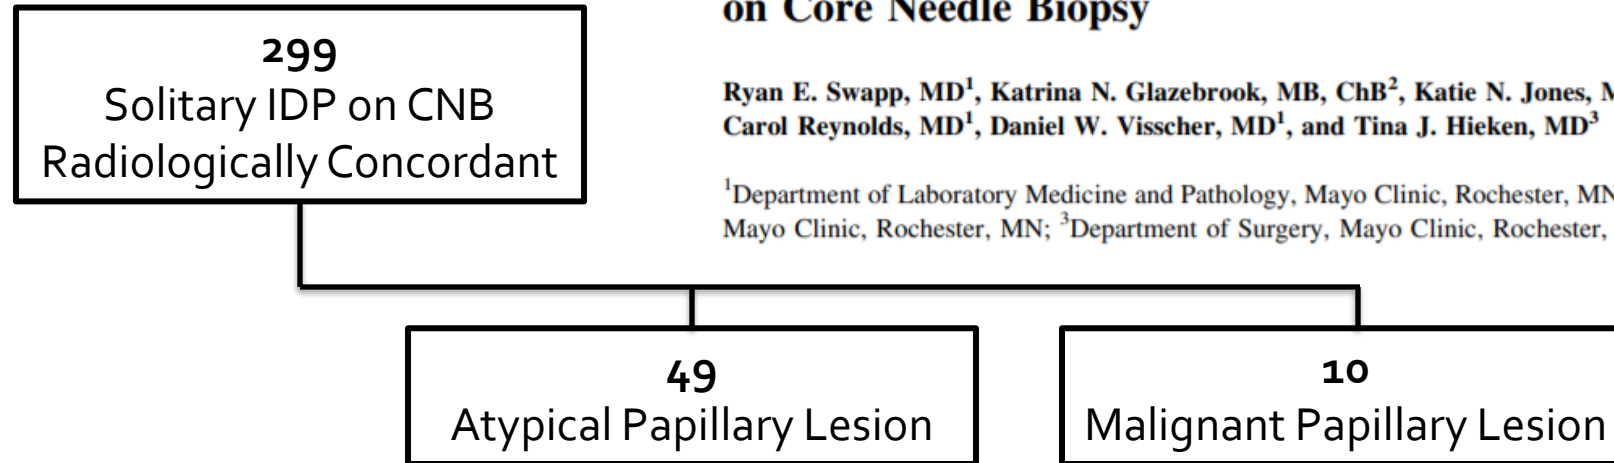 on Core Needle Biopsy
299
Solitary IDP on CNB
Radiologically Concordant
Ryan E. Swapp, MD1, Katrina N. Glazebrook, MB, ChB2, Katie N. Jones,
Carol Reynolds, MD1, Daniel W. Visscher, MD1, and Tina J. Hieken, MD3
1Department of Laboratory Medicine and Pathology, Mayo Clinic, Rochester, MN
Mayo Clinic, Rochester, MN; 3Department of Surgery, Mayo Clinic, Rochester,
49
Atypical Papillary Lesion
10
Malignant Papillary Lesion